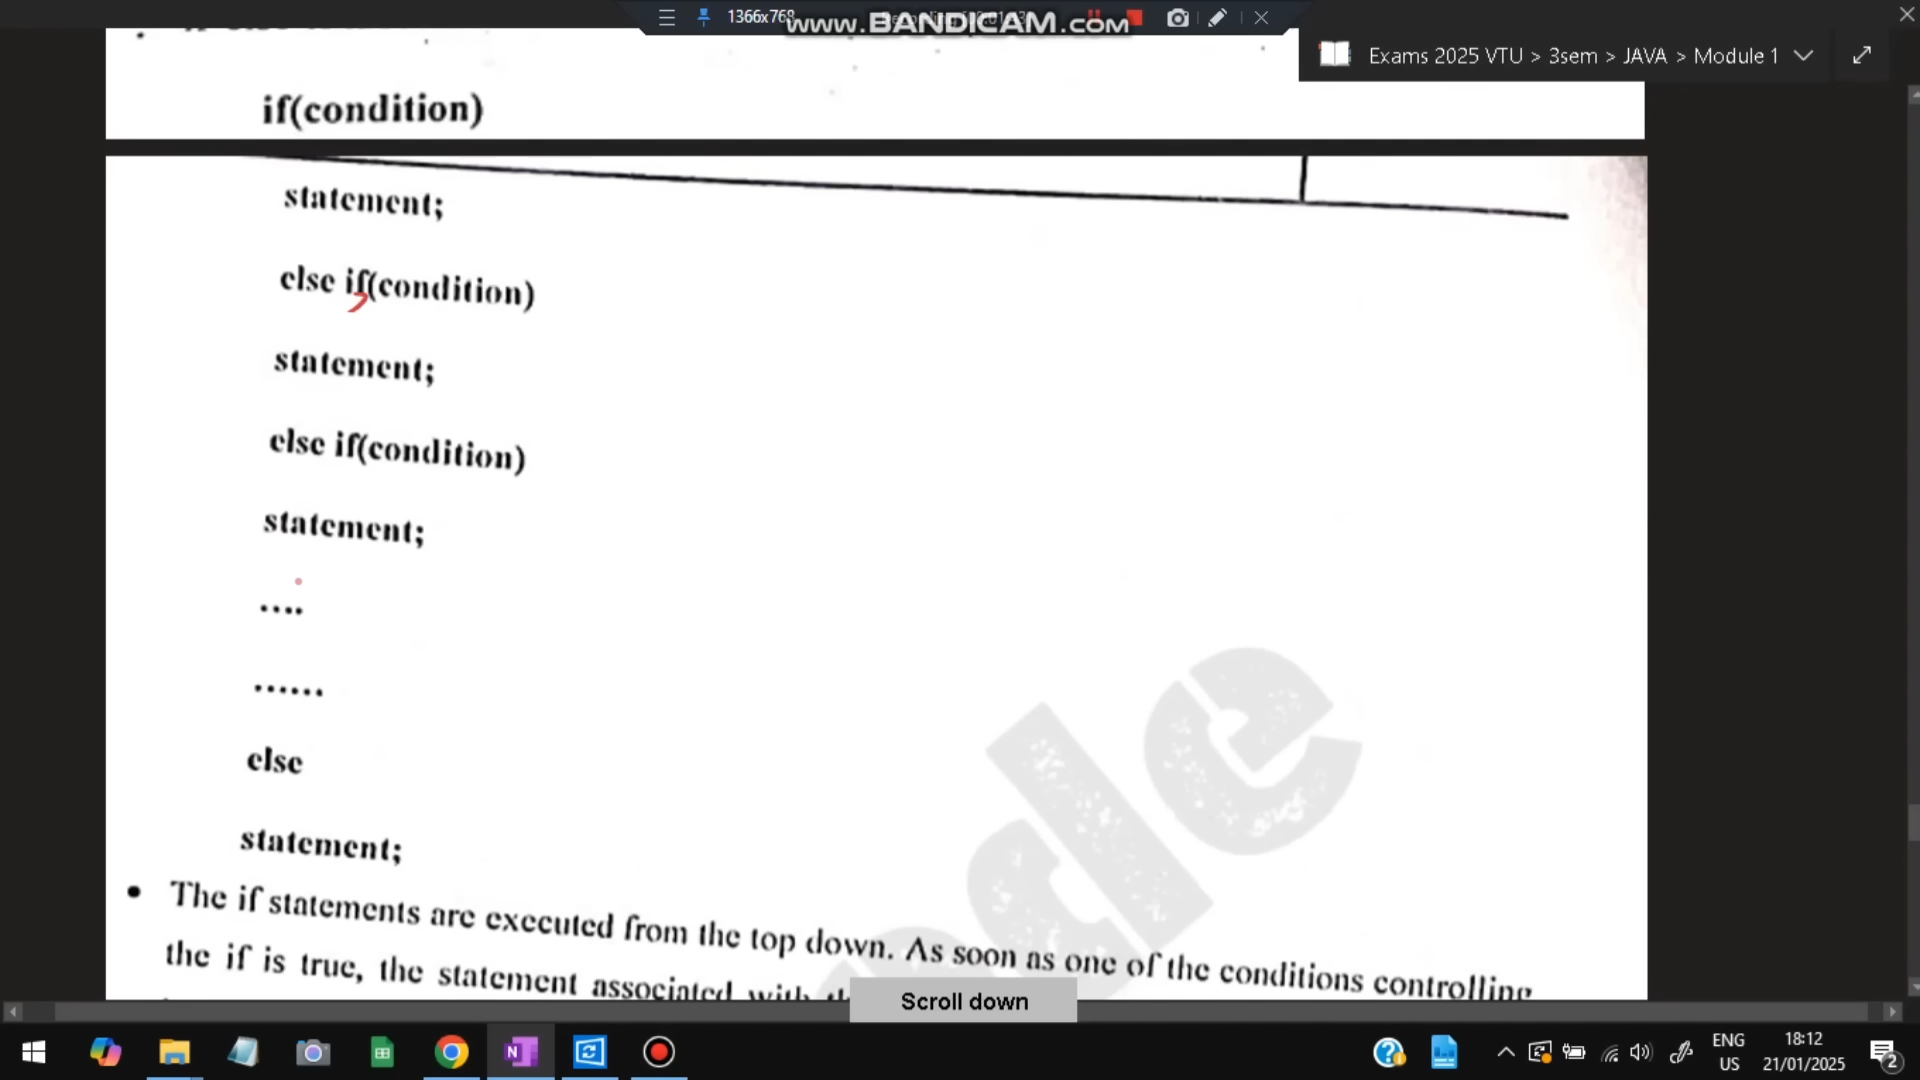 1366x768
www.BANDICAM.com
Exams 2025 VTU > 3sem > JAVA > Module 1
if(condition)
statement;
else if(condition)
statement;
else if(condition)
statement;
....
......
else
statement;
• The if statements are executed from the top down. As soon as one of the conditions controlling
the if is true, the statement associated with
Scroll down
ENG
US
18:12
21/01/2025
2